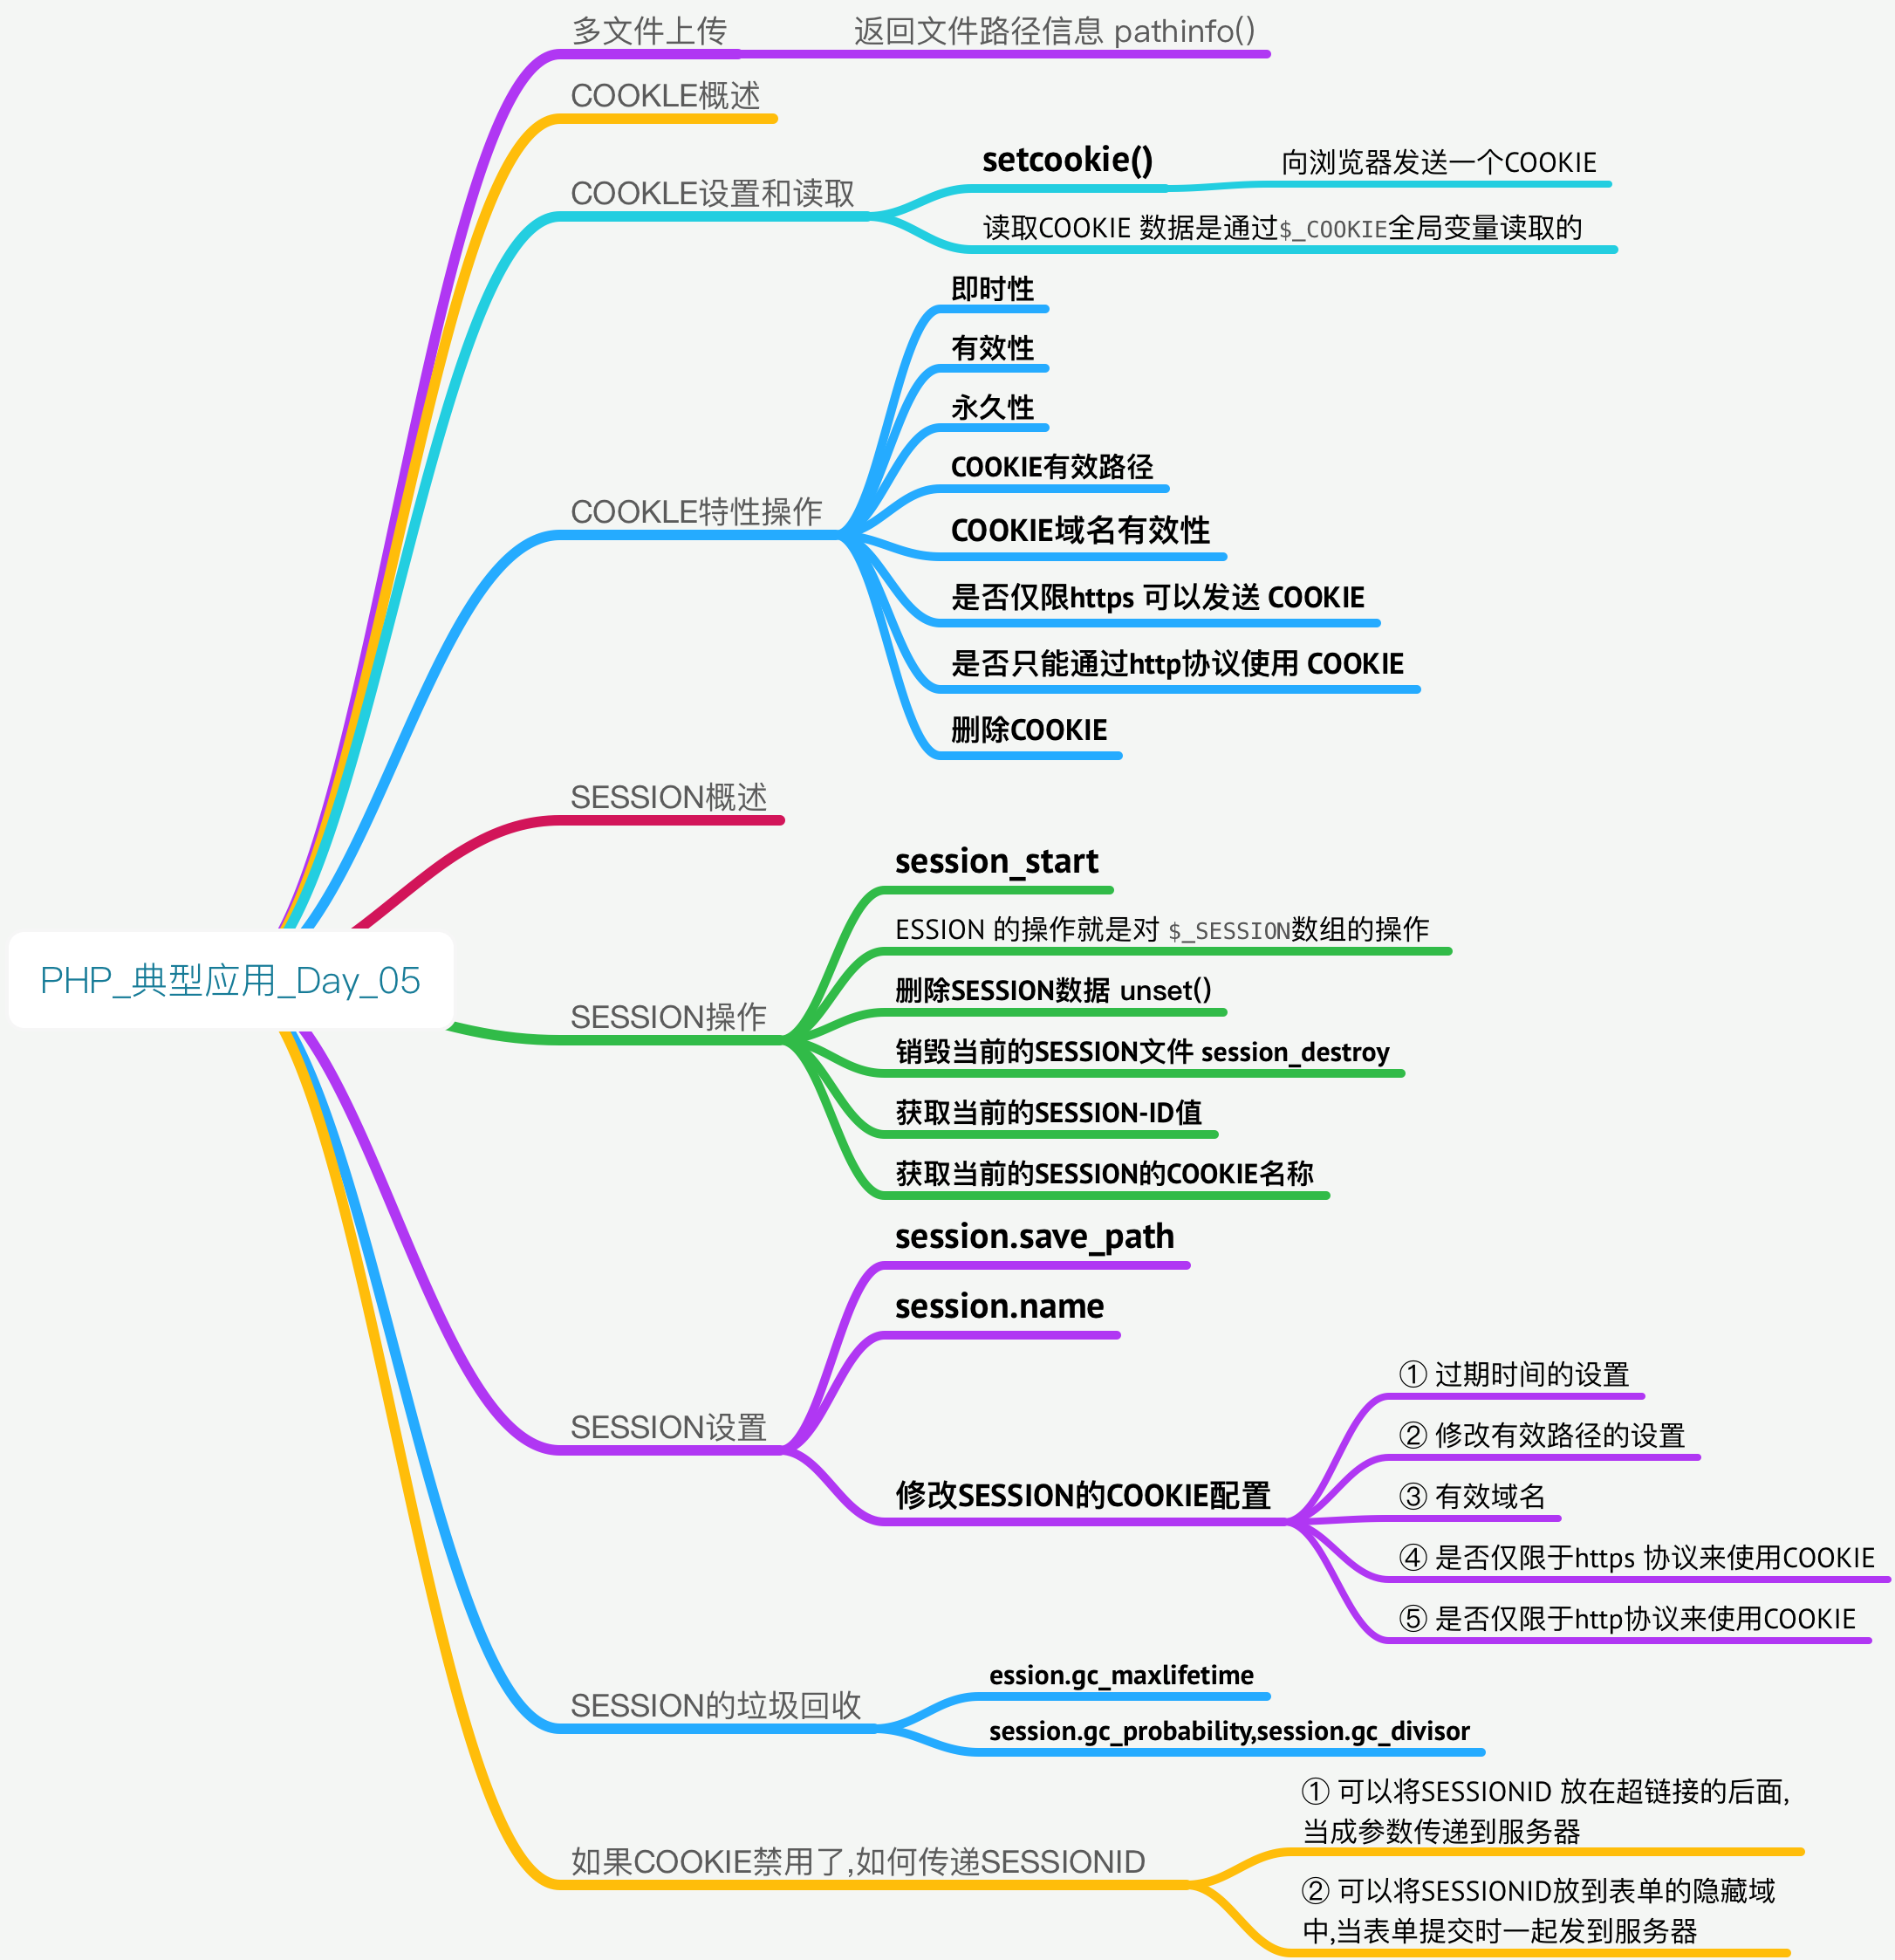 多文件上传
返回文件路径信息 pathinfo()
COOKLE概述
COOKLE设置和读取
setcookie()
向浏览器发送一个COOKIE
读取COOKIE 数据是通过$_COOKIE全局变量读取的
COOKLE特性操作
即时性
有效性
永久性
COOKIE有效路径
COOKIE域名有效性
是否仅限https 可以发送 COOKIE
是否只能通过http协议使用 COOKIE
删除COOKIE
SESSION概述
PHP_典型应用_Day_05
SESSION操作
session_start
ESSION 的操作就是对 $_SESSION数组的操作
删除SESSION数据 unset()
销毁当前的SESSION文件 session_destroy
获取当前的SESSION-ID值
获取当前的SESSION的COOKIE名称
SESSION设置
session.save_path
session.name
修改SESSION的COOKIE配置
① 过期时间的设置
② 修改有效路径的设置
③ 有效域名
④ 是否仅限于https 协议来使用COOKIE
⑤ 是否仅限于http协议来使用COOKIE
SESSION的垃圾回收
ession.gc_maxlifetime
session.gc_probability,session.gc_divisor
如果COOKIE禁用了,如何传递SESSIONID
① 可以将SESSIONID 放在超链接的后面,
当成参数传递到服务器
② 可以将SESSIONID放到表单的隐藏域
中,当表单提交时一起发到服务器